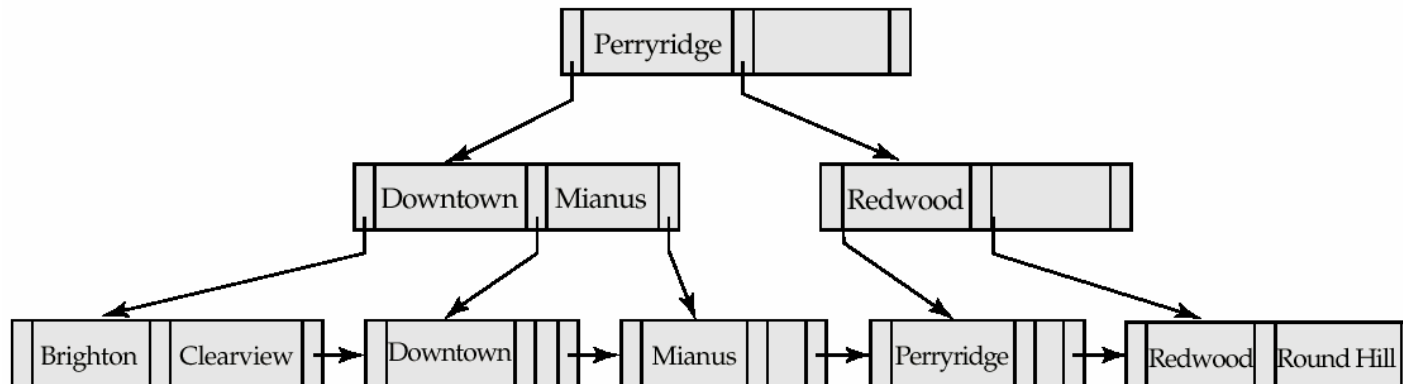 Perryridge
Downtown Mianus Redwood
Brighton Clearview Downtown Mianus Perryridge Redwood Round Hill